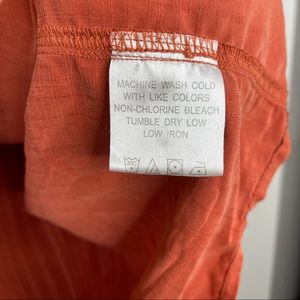 MACHINE WASH COLD
WITH LIKE COLORS
NON-CHLORINE BLEACH
TUMBLE DRY LOW
LOW IRON